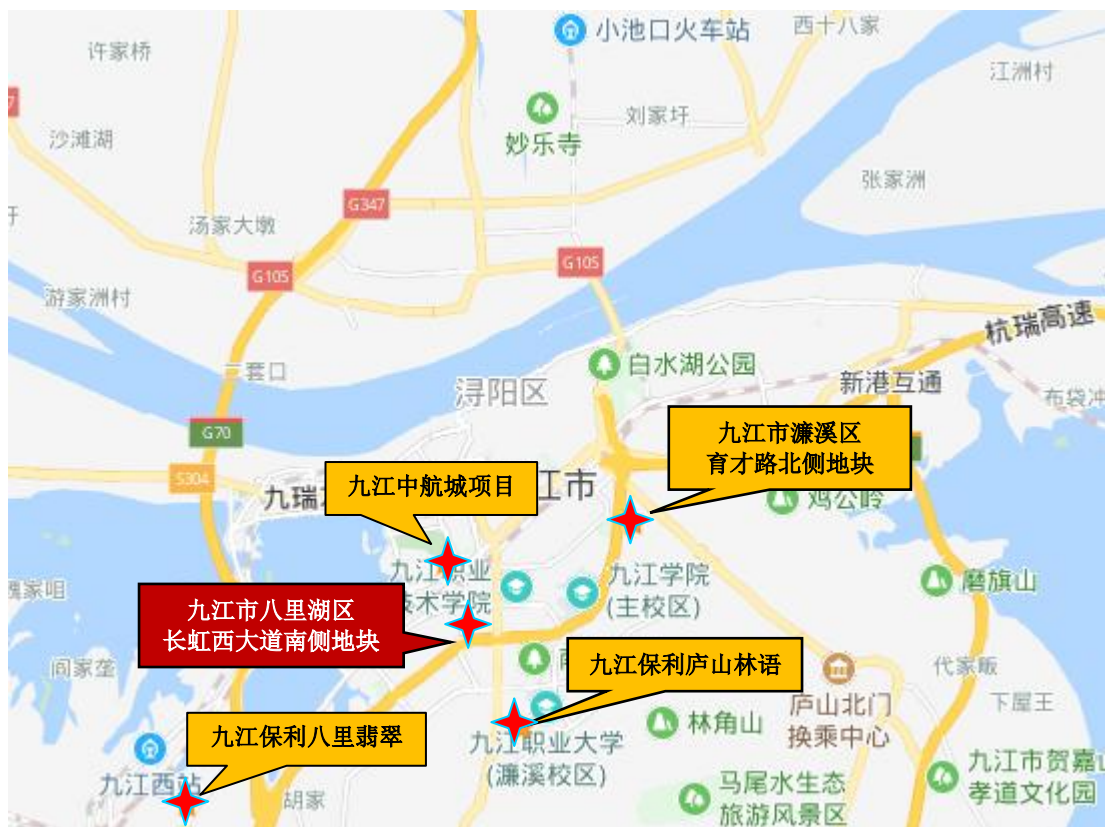 小池口火车站
西十八家
许家桥
江洲村
妙乐寺
刘家圩
沙滩湖
张家洲
圩
G347
汤家大墩
G105
G105
游家洲村
杭瑞高速
二套口
白水湖公园
新港互通
浔阳区
布袋冲
G70
九江市濂溪区
育才路北侧地块
S304
九瑞
九江中航城项目
江市
鸡公岭
九江职业
技术学院
九江学院
(主校区)
磨旗山
魏家咀
九江市八里湖区
长虹西大道南侧地块
阎家垄
南
九江保利庐山林语
代家畈
庐山北门
换乘中心
下屋王
林角山
九江保利八里翡翠
九江职业大学
(濂溪校区)
九江西站
胡家
马尾水生态
旅游风景区
九江市贺嘉山
孝道文化园